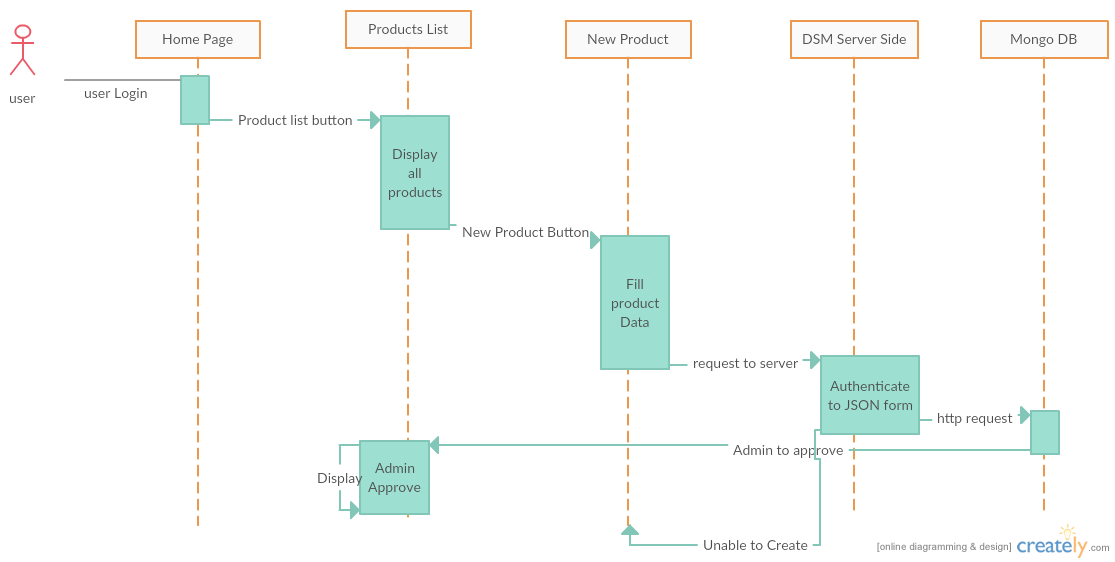 Home Page
Products List
New Product
DSM Server Side
Mongo DB
user
user Login
Product list button
Display
all
products
New Product Button
Fill
product
Data
request to server
Authenticate
to JSON form
http request
Admin to approve
Display
Admin
Approve
Unable to Create
[online diagramming & design] creately.com